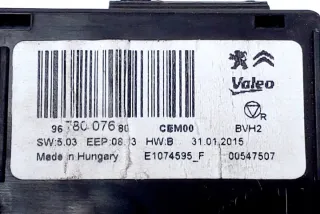 Valeo
R
96 780 076 80 CEM00 BVH2
SW:5.03 EEP:08. 3 HW:B 31.01.2015
Made in Hungary E1074595_F 00547507